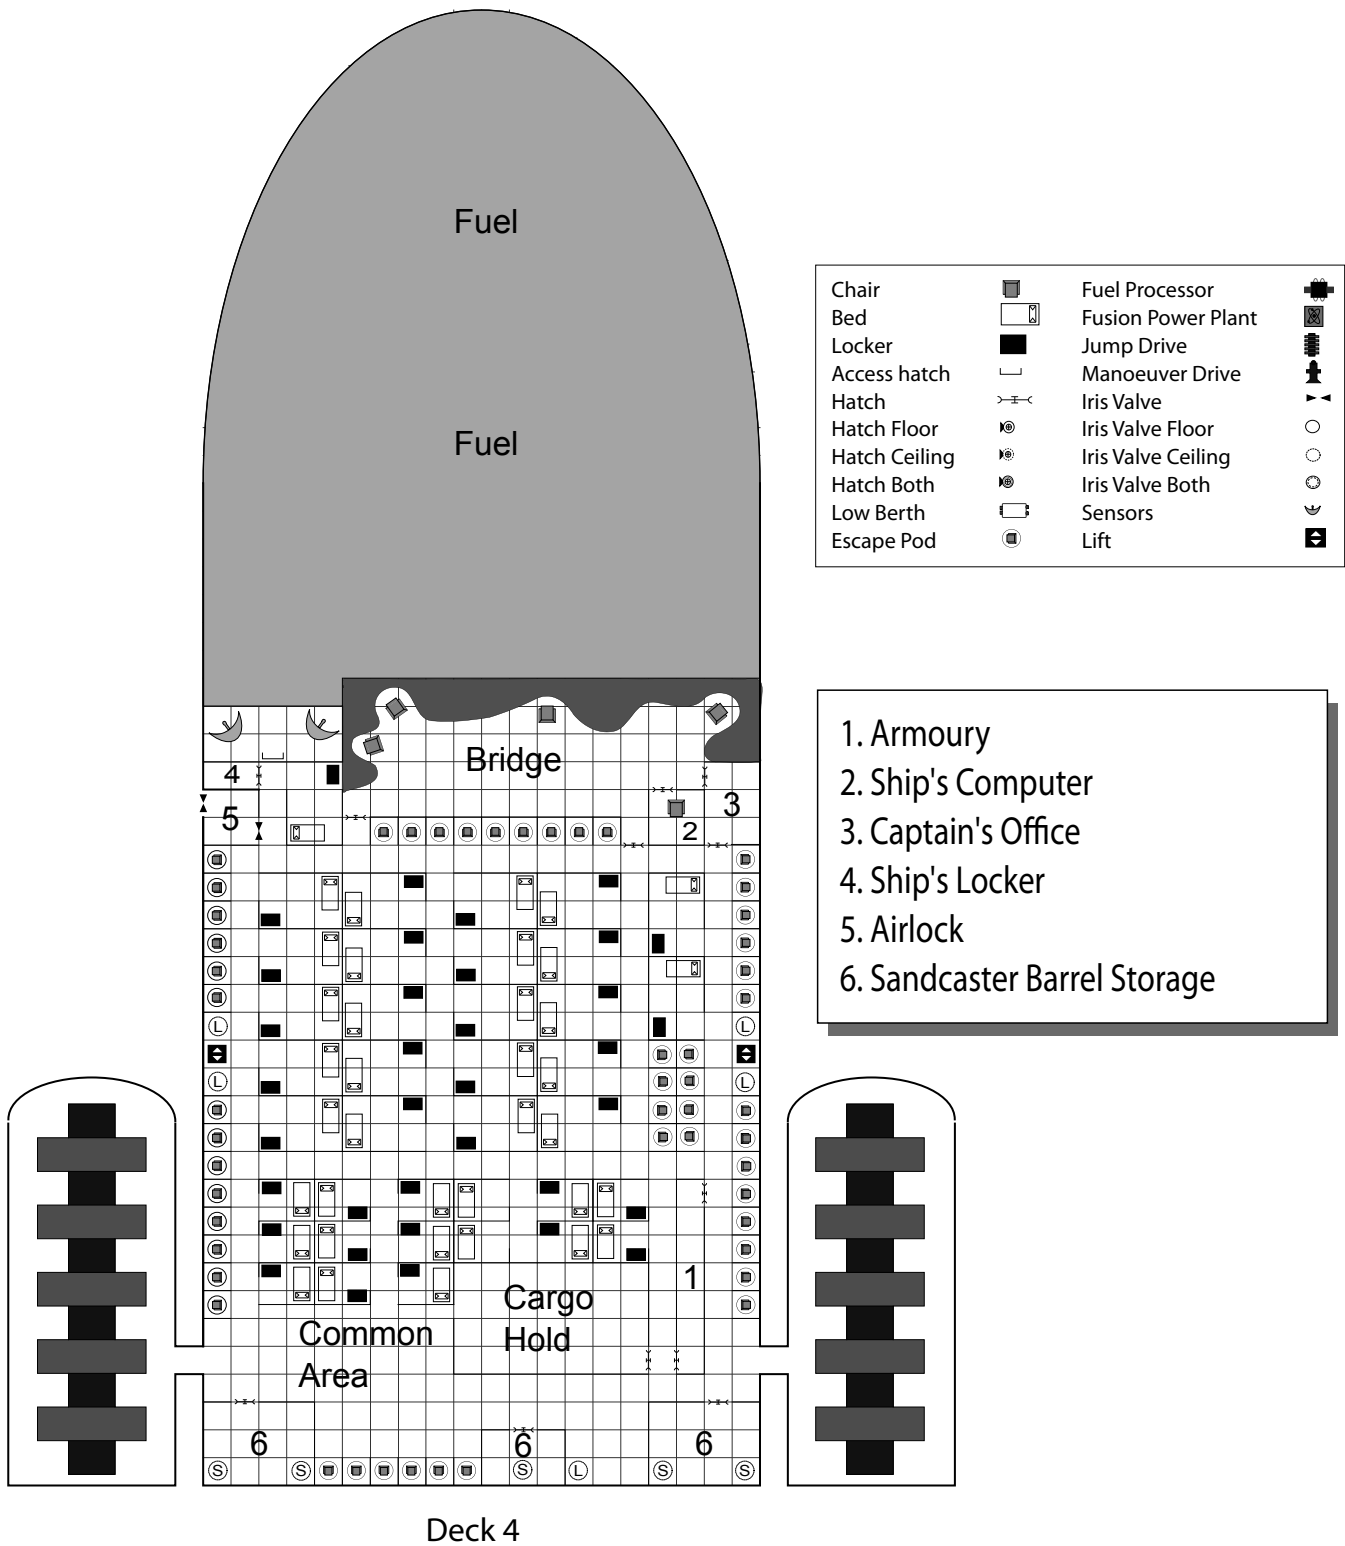 Fuel
Fuel
Chair
Fuel Processor
Bed
Fusion Power Plant
Locker
Jump Drive
Access hatch
Manoeuver Drive
Hatch
Iris Valve
Hatch Floor
Iris Valve Floor
Hatch Ceiling
Iris Valve Ceiling
Hatch Both
Iris Valve Both
Low Berth
Sensors
Escape Pod
Lift
Bridge
4
5
3
2
1. Armoury
2. Ship's Computer
3. Captain's Office
4. Ship's Locker
5. Airlock
6. Sandcaster Barrel Storage
L
L
L
L
1
Cargo
Hold
Common
Area
6
6
6
S
S
S
L
S
S
Deck 4